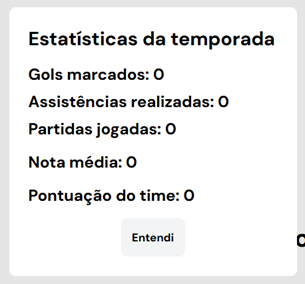 Estatísticas da temporada
Gols marcados: 0
Assistências realizadas: 0
Partidas jogadas: 0
Nota média: 0
Pontuação do time: 0
Entendi